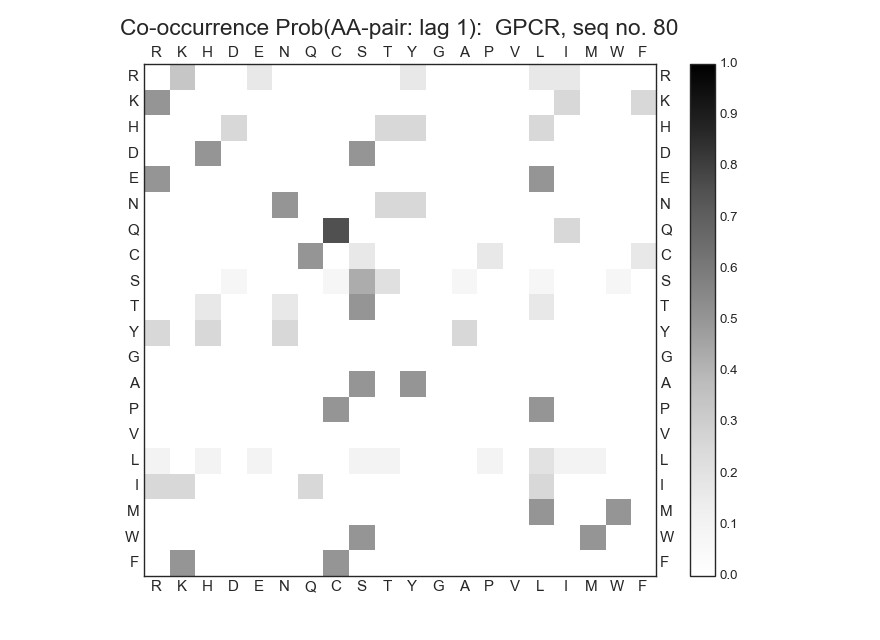 Co-occurrence Prob(AA-pair: lag 1):  GPCR, seq no. 80
R K H D E N Q C S T Y G A P V L I M W F
R R
K K
H H
D D
E E
N N
Q Q
C C
S S
T T
Y Y
G G
A A
P P
V V
L L
I I
M M
W W
F F
R K H D E N Q C S T Y G A P V L I M W F
1.0
0.9
0.8
0.7
0.6
0.5
0.4
0.3
0.2
0.1
0.0